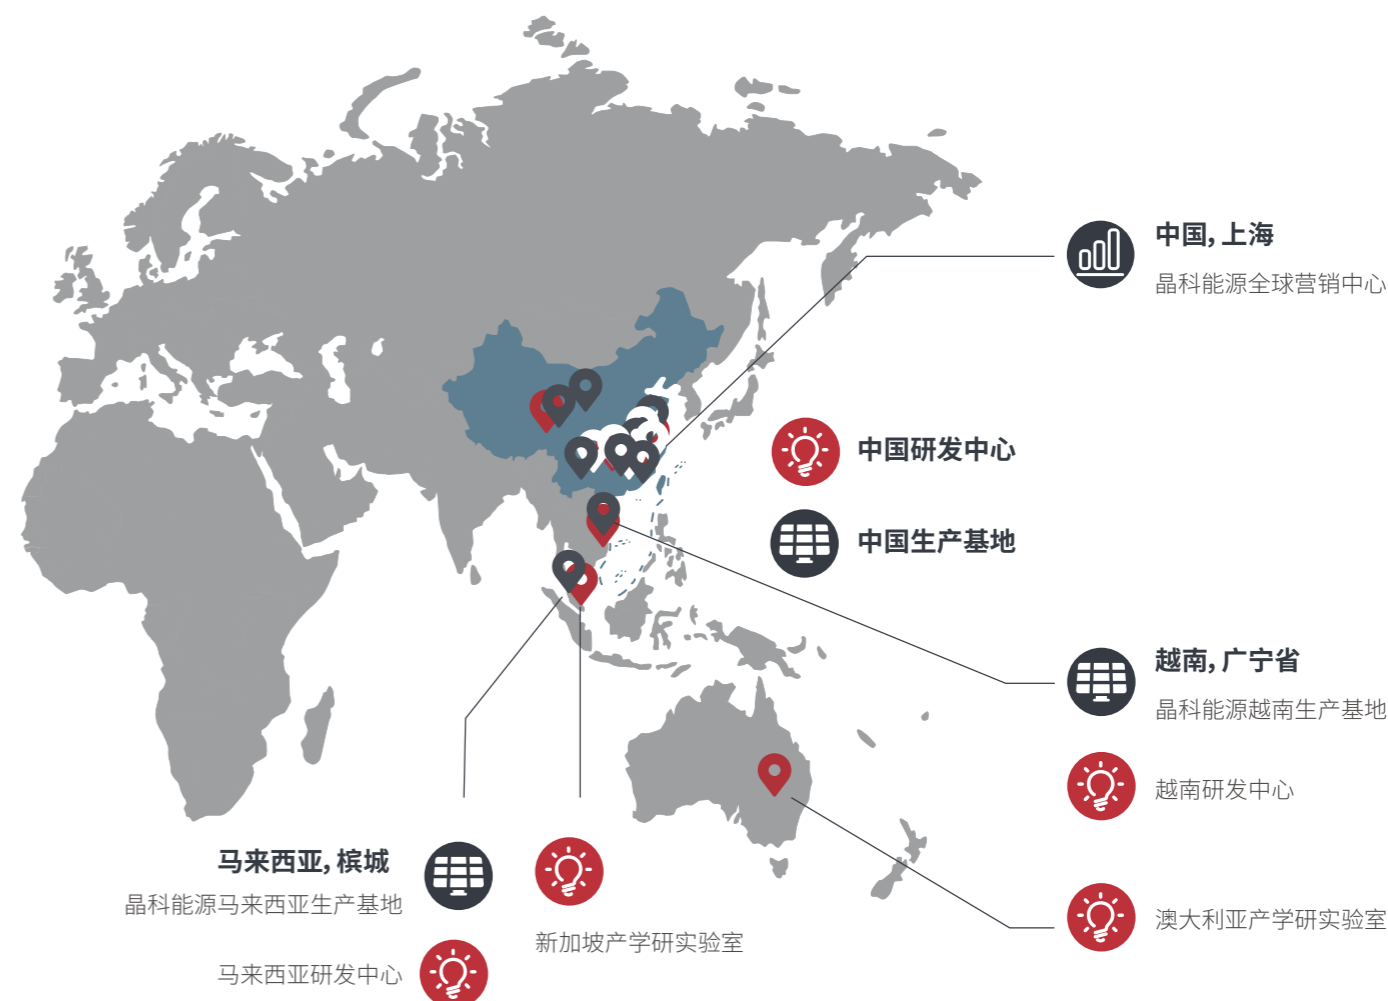 中国, 上海
晶科能源全球营销中心
中国研发中心
中国生产基地
越南, 广宁省
晶科能源越南生产基地
越南研发中心
马来西亚, 槟城
晶科能源马来西亚生产基地
马来西亚研发中心
新加坡产学研实验室
澳大利亚产学研实验室